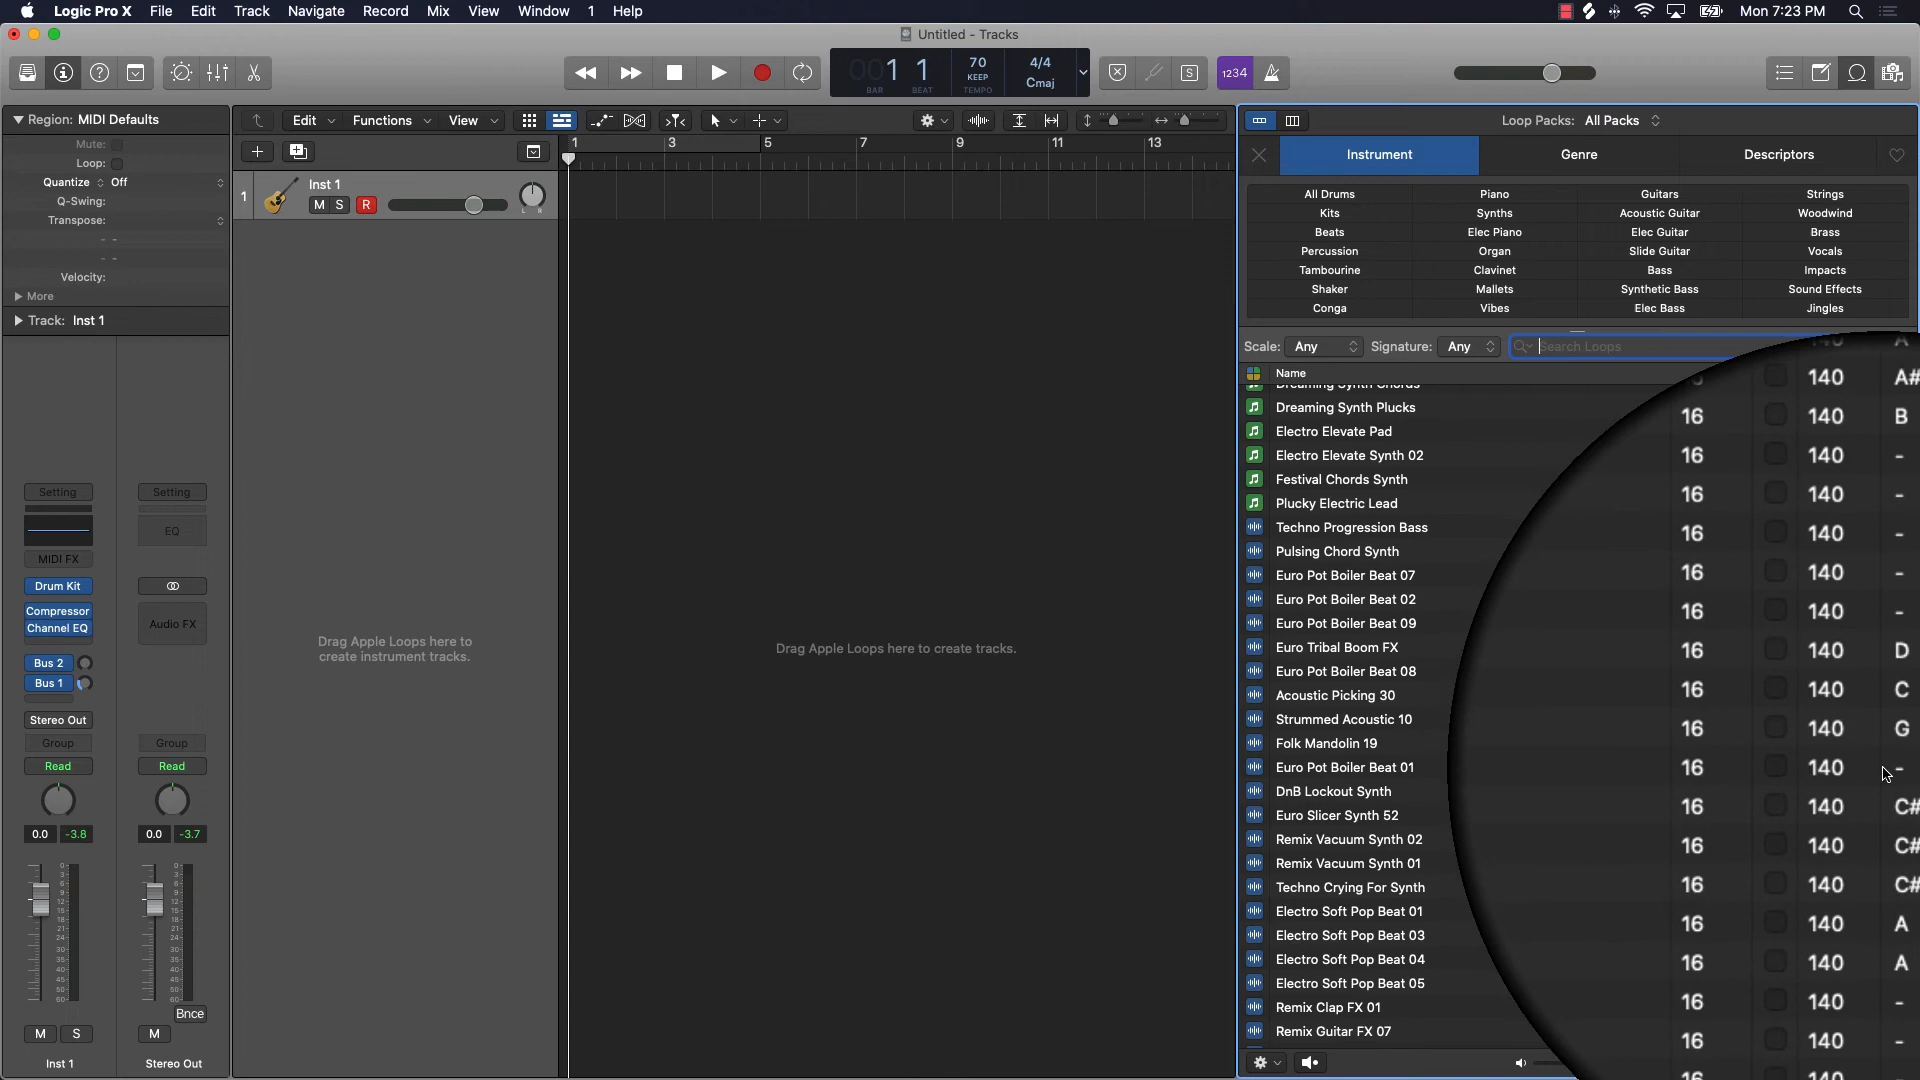 Logic Pro X File Edit Track Navigate Record Mix View Window 1 Help Mon 7:23 PM
Untitled - Tracks
1 1 70 4/4
KEEP Cmaj
BAR BEAT TEMPO
1234
S
Region: MIDI Defaults
Mute:
Loop:
Quantize Off
Q-Swing:
Transpose:
Velocity:
More
Track: Inst 1
Setting Setting
EQ
MIDI FX
Drum Kit
Compressor
Channel EQ
Audio FX
Bus 2
Bus 1
Stereo Out
Group Group
Read Read
0.0 -3.8 0.0 -3.7
Bnce
M S M
Inst 1 Stereo Out
Edit Functions View
1 3 5 7 9 11 13
1 Inst 1
M S R
L R
Drag Apple Loops here to
create instrument tracks.
Drag Apple Loops here to create tracks.
Loop Packs: All Packs
Instrument Genre Descriptors
All Drums Piano Guitars Strings
Kits Synths Acoustic Guitar Woodwind
Beats Elec Piano Elec Guitar Brass
Percussion Organ Slide Guitar Vocals
Tambourine Clavinet Bass Impacts
Shaker Mallets Synthetic Bass Sound Effects
Conga Vibes Elec Bass Jingles
Scale: Any Signature: Any Search Loops
Name
Dreaming Synth Chords
Dreaming Synth Plucks
Electro Elevate Pad
Electro Elevate Synth 02
Festival Chords Synth
Plucky Electric Lead
Techno Progression Bass
Pulsing Chord Synth
Euro Pot Boiler Beat 07
Euro Pot Boiler Beat 02
Euro Pot Boiler Beat 09
Euro Tribal Boom FX
Euro Pot Boiler Beat 08
Acoustic Picking 30
Strummed Acoustic 10
Folk Mandolin 19
Euro Pot Boiler Beat 01
DnB Lockout Synth
Euro Slicer Synth 52
Remix Vacuum Synth 02
Remix Vacuum Synth 01
Techno Crying For Synth
Electro Soft Pop Beat 01
Electro Soft Pop Beat 03
Electro Soft Pop Beat 04
Electro Soft Pop Beat 05
Remix Clap FX 01
Remix Guitar FX 07
140 A#
16 140 B
16 140 -
16 140 -
16 140 -
16 140 -
16 140 -
16 140 D
16 140 C
16 140 G
16 140 -
16 140 C#
16 140 C#
16 140 C#
16 140 A
16 140 A
16 140 -
16 140 -